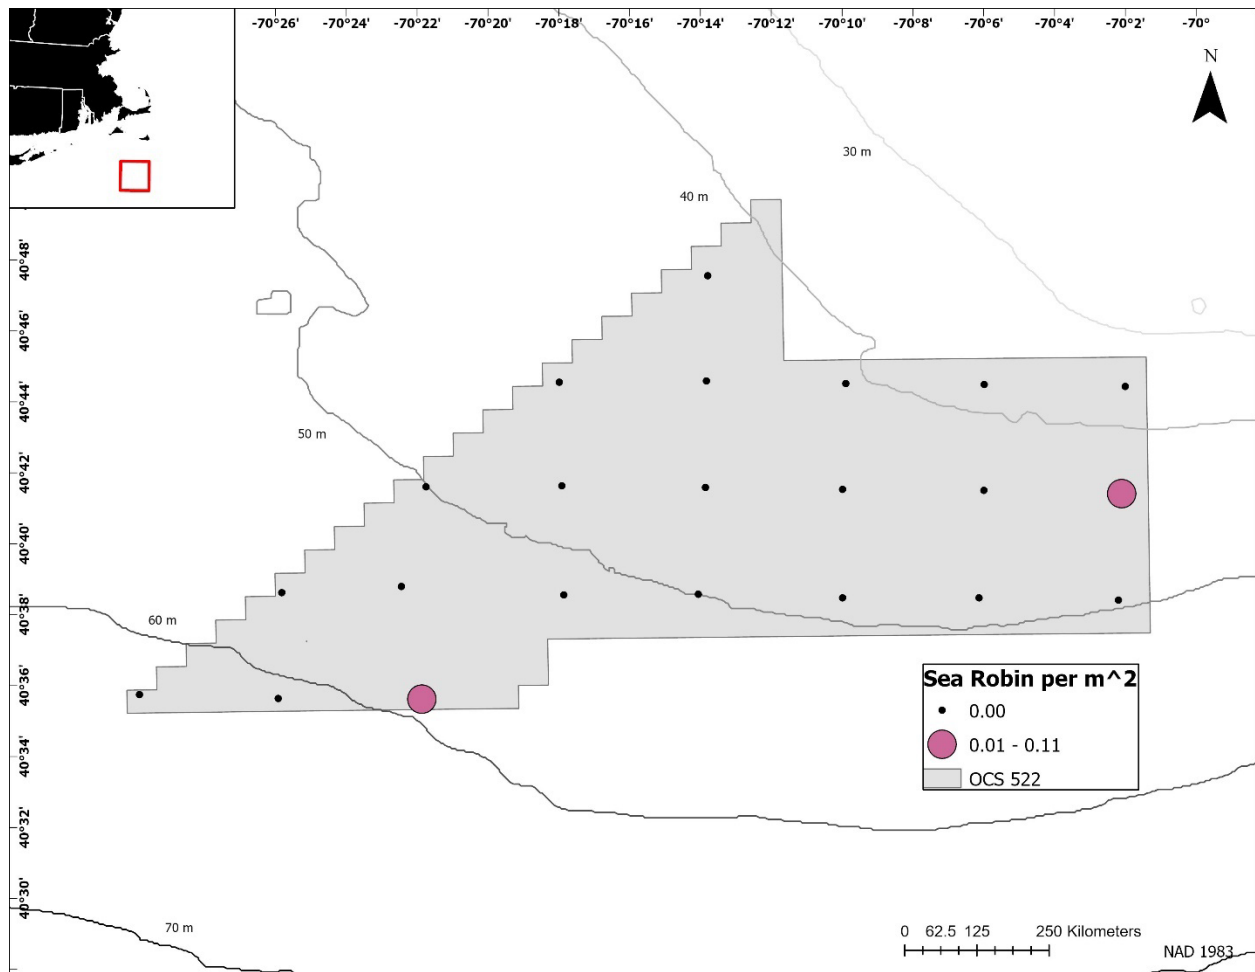 -70°26' -70°24' -70°22' -70°20' -70°18' -70°16' -70°14' -70°12' -70°10' -70°8' -70°6' -70°4' -70°2' -70°
N
30 m
40 m
40°48'
40°46'
40°44'
50 m
40°42'
40°40'
40°38'
60 m
40°36'
Sea Robin per m^2
0.00
0.01 - 0.11
OCS 522
40°34'
40°32'
40°30'
70 m
0 62.5 125 250 Kilometers
NAD 1983